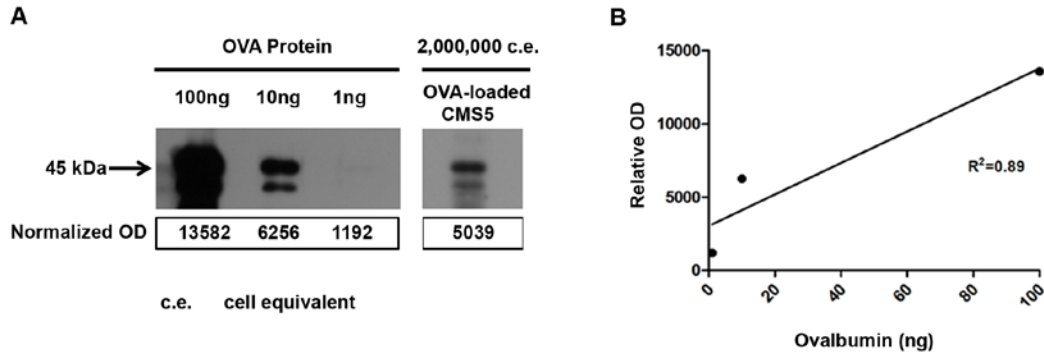 A
OVA Protein
2,000,000 c.e.
100ng 10ng 1ng
OVA-loaded
CMS5
45 kDa
Normalized OD 13582 6256 1192 5039
c.e. cell equivalent
B
Relative OD
15000
10000
5000
0
R²=0.89
0 20 40 60 80 100
Ovalbumin (ng)